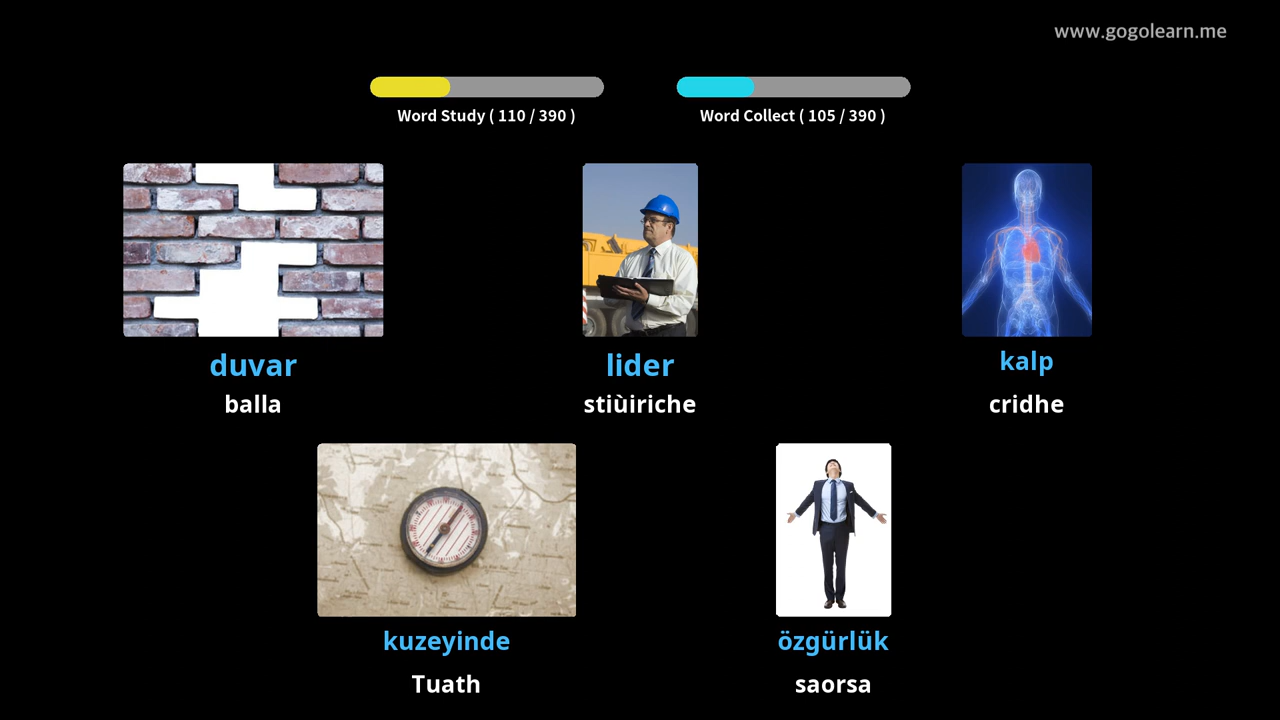 www.gogolearn.me
Word Study ( 110 / 390 )
Word Collect ( 105 / 390 )
duvar
balla
lider
stiùiriche
kalp
cridhe
kuzeyinde
Tuath
özgürlük
saorsa